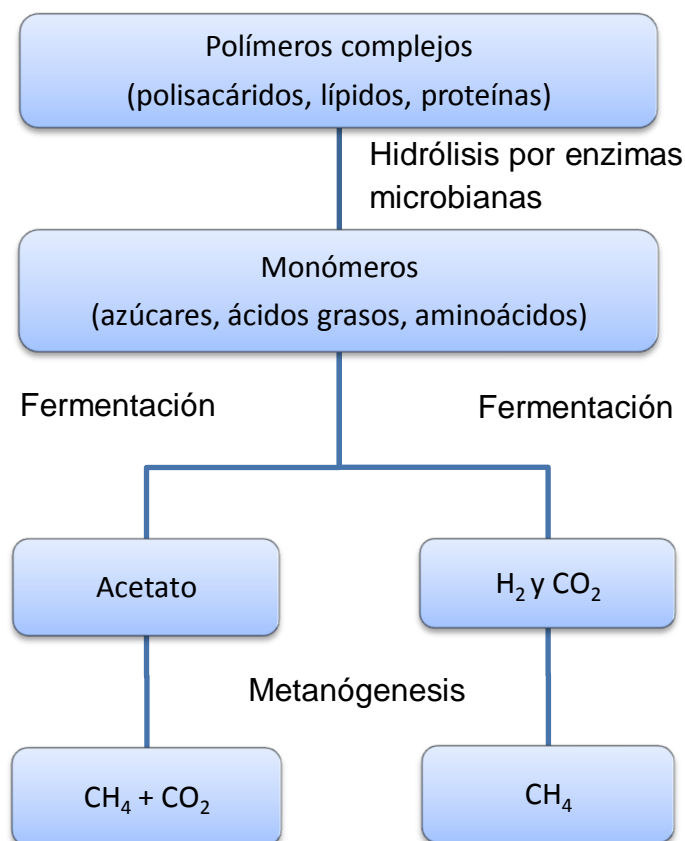 Polímeros complejos
(polisacáridos, lípidos, proteínas)
Hidrólisis por enzimas
microbianas
Monómeros
(azúcares, ácidos grasos, aminoácidos)
Fermentación
Fermentación
Acetato
H₂ y CO₂
Metanógenesis
CH₄ + CO₂
CH₄